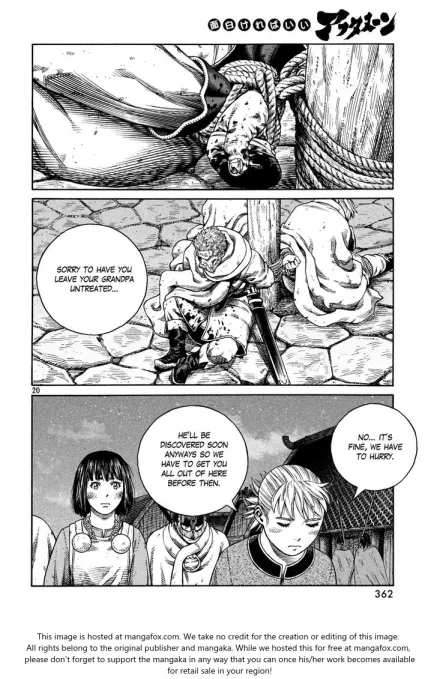 面白ければいい アフタヌーン
SORRY TO HAVE YOU
LEAVE YOUR GRANDPA
UNTREATED...
20
HE'LL BE
DISCOVERED SOON
ANYWAYS SO WE
HAVE TO GET YOU
ALL OUT OF HERE
BEFORE THEN.
NO... IT'S
FINE, WE HAVE
TO HURRY.
362
This image is hosted at mangafox.com. We take no credit for the creation or editing of this image.
All rights belong to the original publisher and mangaka. While we hosted this for free at mangafox.com,
please don't forget to support the mangaka in any way that you can once his/her work becomes available
for retail sale in your region!